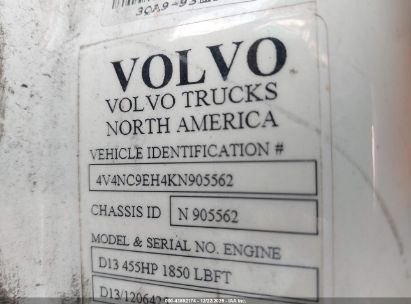 VOLVO
VOLVO TRUCKS
NORTH AMERICA
VEHICLE IDENTIFICATION #
4V4NC9EH4KN905562
CHASSIS ID N 905562
MODEL & SERIAL NO. ENGINE
D13 455HP 1850 LBFT